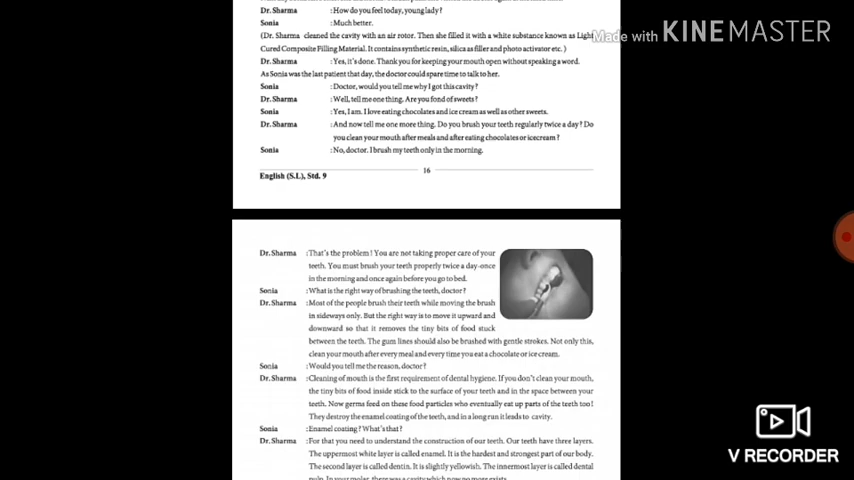 Dr. Sharma : How do you feel today, young lady?
Sonia : Much better.
(Dr. Sharma cleaned the cavity with an air rotor. Then she filled it with a white substance known as Light
Made with KINEMASTER
Cured Composite Filling Material. It contains synthetic resin, silica as filler and photo activator etc.)
Dr. Sharma : Yes, it's done. Thank you for keeping your mouth open without speaking a word.
As Sonia was the last patient that day, the doctor could spare time to talk to her.
Sonia : Doctor, would you tell me why I got this cavity?
Dr. Sharma : Well, tell me one thing. Are you fond of sweets?
Sonia : Yes, I am. I love eating chocolates and ice cream as well as other sweets.
Dr. Sharma : And now tell me one more thing. Do you brush your teeth regularly twice a day? Do
you clean your mouth after meals and after eating chocolates or icecream?
Sonia : No, doctor. I brush my teeth only in the morning.
16
English (S.L), Std. 9
Dr. Sharma : That's the problem! You are not taking proper care of your
teeth. You must brush your teeth properly twice a day-once
in the morning and once again before you go to bed.
Sonia : What is the right way of brushing the teeth, doctor?
Dr. Sharma : Most of the people brush their teeth while moving the brush
in sideways only. But the right way is to move it upward and
downward so that it removes the tiny bits of food stuck
between the teeth. The gum lines should also be brushed with gentle strokes. Not only this,
clean your mouth after every meal and every time you eat a chocolate or ice cream.
Sonia : Would you tell me the reason, doctor?
Dr. Sharma : Cleaning of mouth is the first requirement of dental hygiene. If you don't clean your mouth,
the tiny bits of food inside stick to the surface of your teeth and in the space between your
teeth. Now germs feed on these food particles who eventually eat up parts of the teeth too!
They destroy the enamel coating of the teeth, and in a long run it leads to cavity.
Sonia : Enamel coating? What's that?
Dr. Sharma : For that you need to understand the construction of our teeth. Our teeth have three layers.
The uppermost white layer is called enamel. It is the hardest and strongest part of our body.
The second layer is called dentin. It is slightly yellowish. The innermost layer is called dental
pulp. In your molar, there was a cavity which now no more exists.
V RECORDER